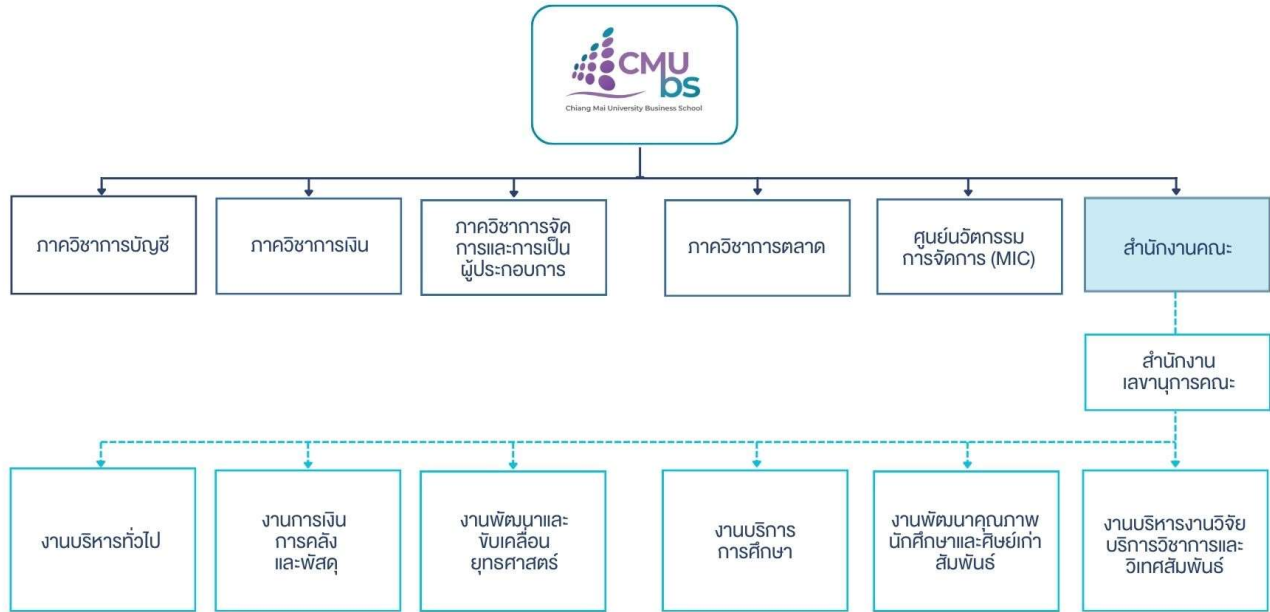 CMU
bs
Chiang Mai University Business School
ภาควิชาการบัญชี
ภาควิชาการเงิน
ภาควิชาการจัด
การและการเป็น
ผู้ประกอบการ
ภาควิชาการตลาด
ศูนย์นวัตกรรม
การจัดการ (MIC)
สำนักงานคณะ
สำนักงาน
เลขานุการคณะ
งานบริหารทั่วไป
งานการเงิน
การคลัง
และพัสดุ
งานพัฒนาและ
ขับเคลื่อน
ยุทธศาสตร์
งานบริการ
การศึกษา
งานพัฒนาคุณภาพ
นักศึกษาและศิษย์เก่า
สัมพันธ์
งานบริหารงานวิจัย
บริการวิชาการและ
วิเทศสัมพันธ์